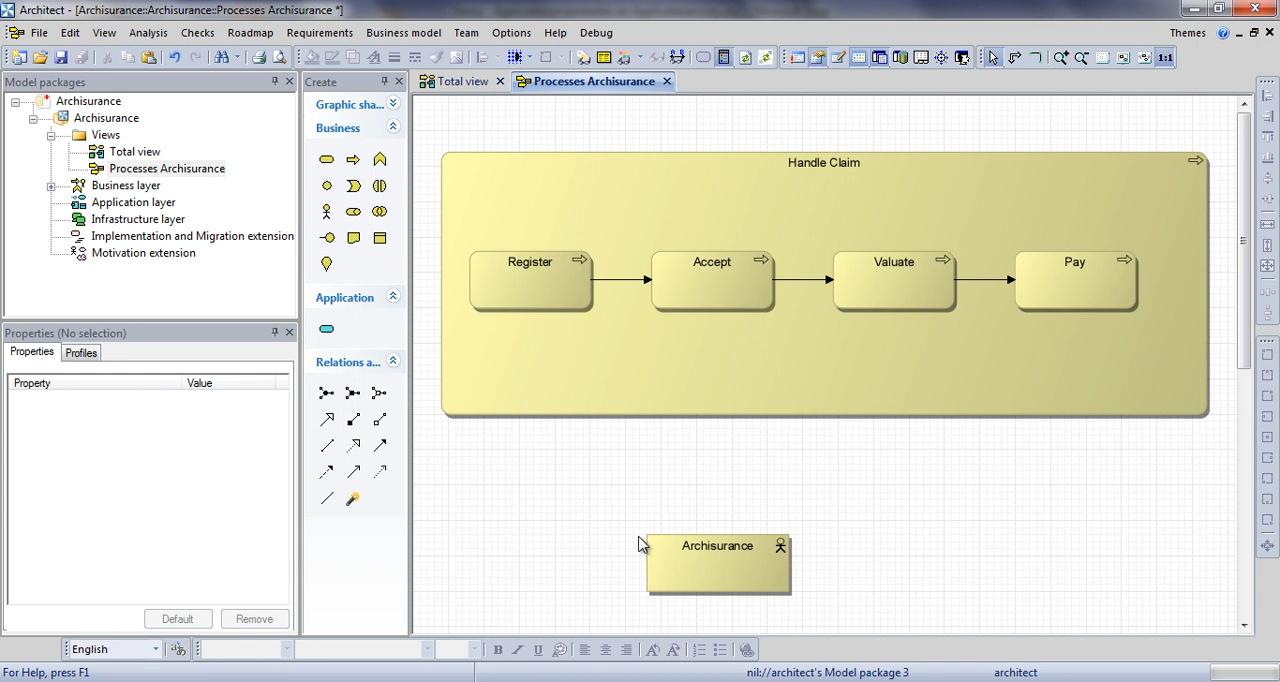 Architect - [Archisurance::Archisurance::Processes Archisurance *]
File Edit View Analysis Checks Roadmap Requirements Business model Team Options Help Debug Themes
1:1
Model packages
Archisurance
Archisurance
Views
Total view
Processes Archisurance
Business layer
Application layer
Infrastructure layer
Implementation and Migration extension
Motivation extension
Properties (No selection)
Properties Profiles
Property Value
Default Remove
Create
Graphic sha...
Business
Application
Relations a...
Total view Processes Archisurance
Handle Claim
Register Accept Valuate Pay
Archisurance
English B I U
For Help, press F1 nil://architect's Model package 3 architect